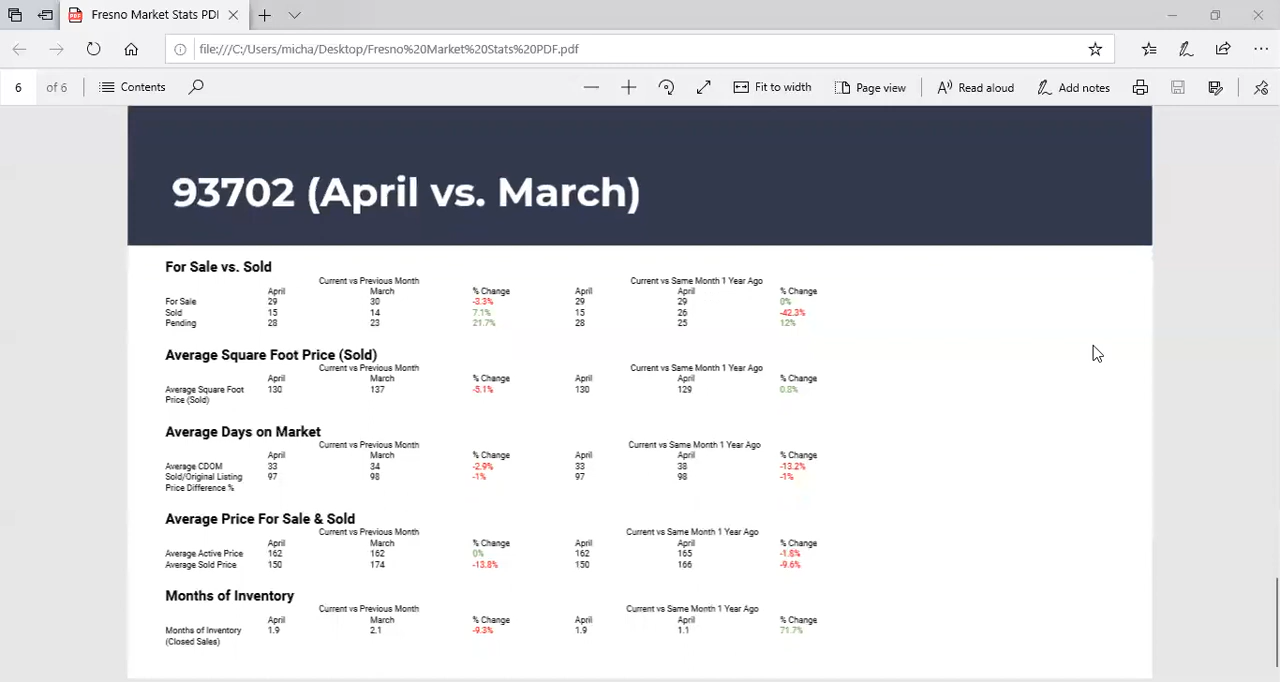 Fresno Market Stats PDI
file:///C:/Users/micha/Desktop/Fresno%20Market%20Stats%20PDF.pdf
6 of 6 Contents Fit to width Page view Read aloud Add notes
93702 (April vs. March)
For Sale vs. Sold
Current vs Previous Month Current vs Same Month 1 Year Ago
April March % Change April April % Change
For Sale 29 30 -3.3% 29 29 0%
Sold 15 14 7.1% 15 26 -42.3%
Pending 28 23 21.7% 28 25 12%
Average Square Foot Price (Sold)
Current vs Previous Month Current vs Same Month 1 Year Ago
April March % Change April April % Change
Average Square Foot 130 137 -5.1% 130 129 0.8%
Price (Sold)
Average Days on Market
Current vs Previous Month Current vs Same Month 1 Year Ago
April March % Change April April % Change
Average CDOM 33 34 -2.9% 33 38 -13.2%
Sold/Original Listing 97 98 -1% 97 98 -1%
Price Difference %
Average Price For Sale & Sold
Current vs Previous Month Current vs Same Month 1 Year Ago
April March % Change April April % Change
Average Active Price 162 162 0% 162 165 -1.8%
Average Sold Price 150 174 -13.8% 150 166 -9.6%
Months of Inventory
Current vs Previous Month Current vs Same Month 1 Year Ago
April March % Change April April % Change
Months of Inventory 1.9 2.1 -9.3% 1.9 1.1 71.7%
(Closed Sales)